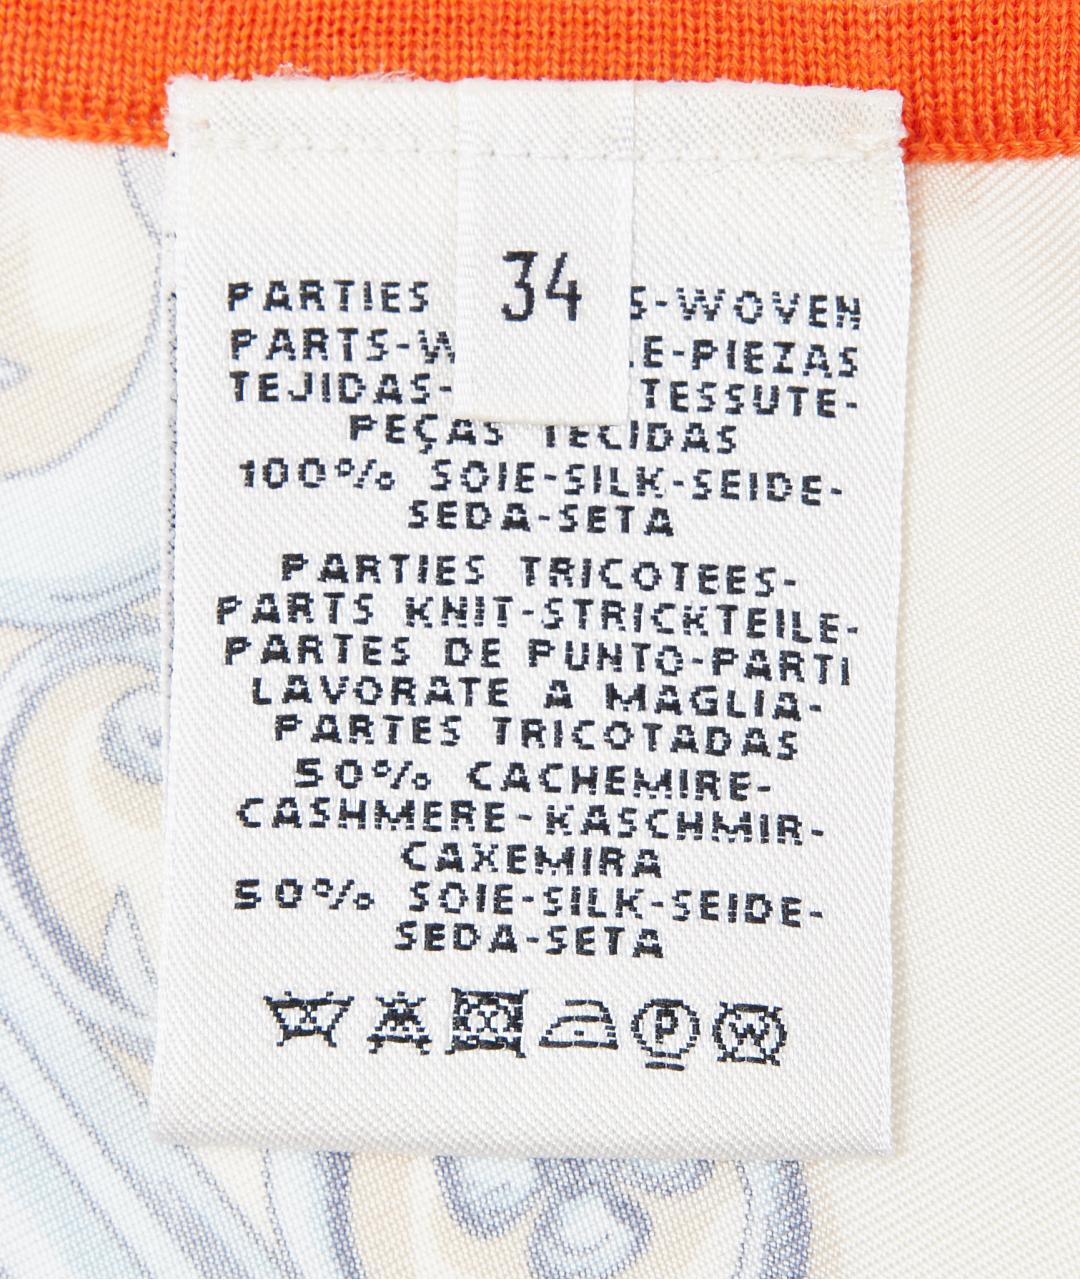 34
PARTIES S-WOVEN
PARTS-W E-PIEZAS
TEJIDAS- TESSUTE-
PEÇAS TECIDAS
100% SOIE-SILK-SEIDE-
SEDA-SETA
PARTIES TRICOTEES-
PARTS KNIT-STRICKTEILE-
PARTES DE PUNTO-PARTI
LAVORATE A MAGLIA-
PARTES TRICOTADAS
50% CACHEMIRE-
CASHMERE-KASCHMIR-
CAXEMIRA
50% SOIE-SILK-SEIDE-
SEDA-SETA
P W